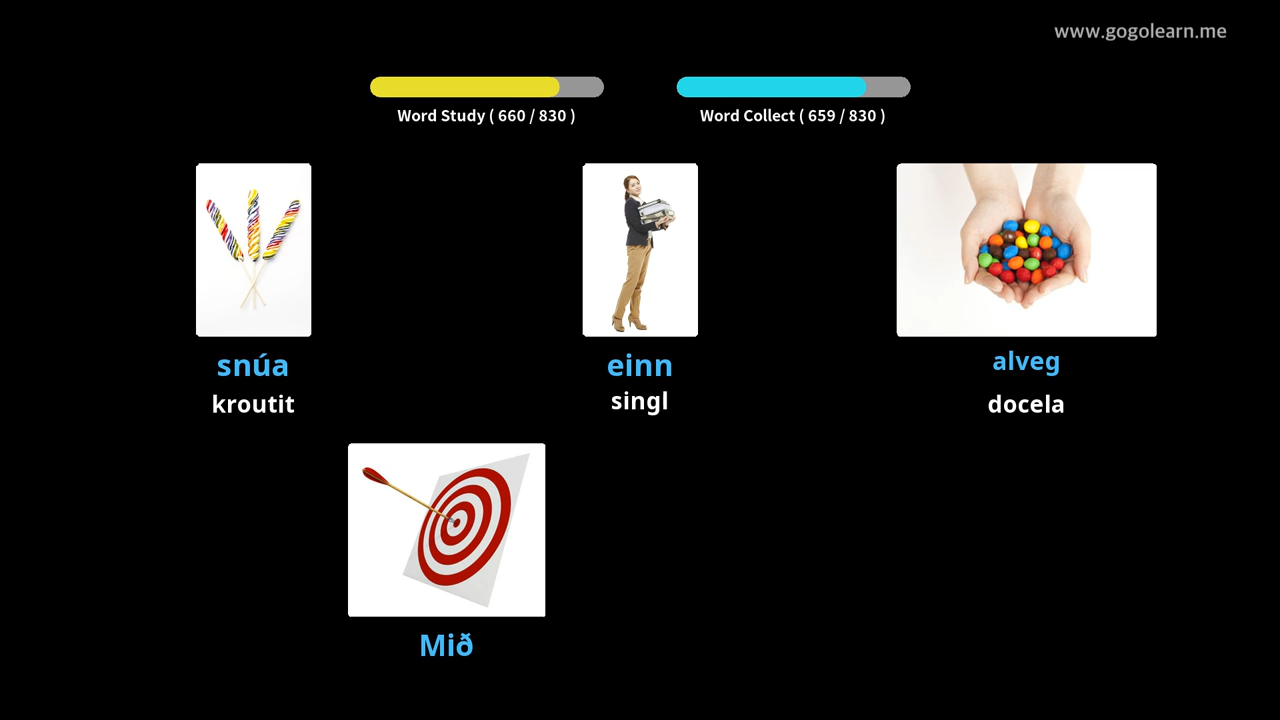 www.gogolearn.me
Word Study ( 660 / 830 )
Word Collect ( 659 / 830 )
snúa
einn
alveg
kroutit
singl
docela
Mið